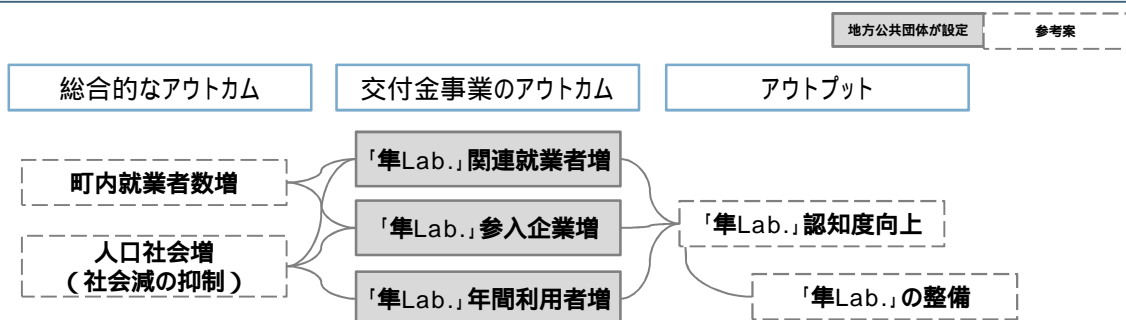 地方公共団体が設定
参考案
総合的なアウトカム
交付金事業のアウトカム
アウトプット
「隼Lab.」関連就業者増
町内就業者数増
「隼Lab.」参入企業増
「隼Lab.」認知度向上
人口社会増
（社会減の抑制）
「隼Lab.」年間利用者増
「隼Lab.」の整備